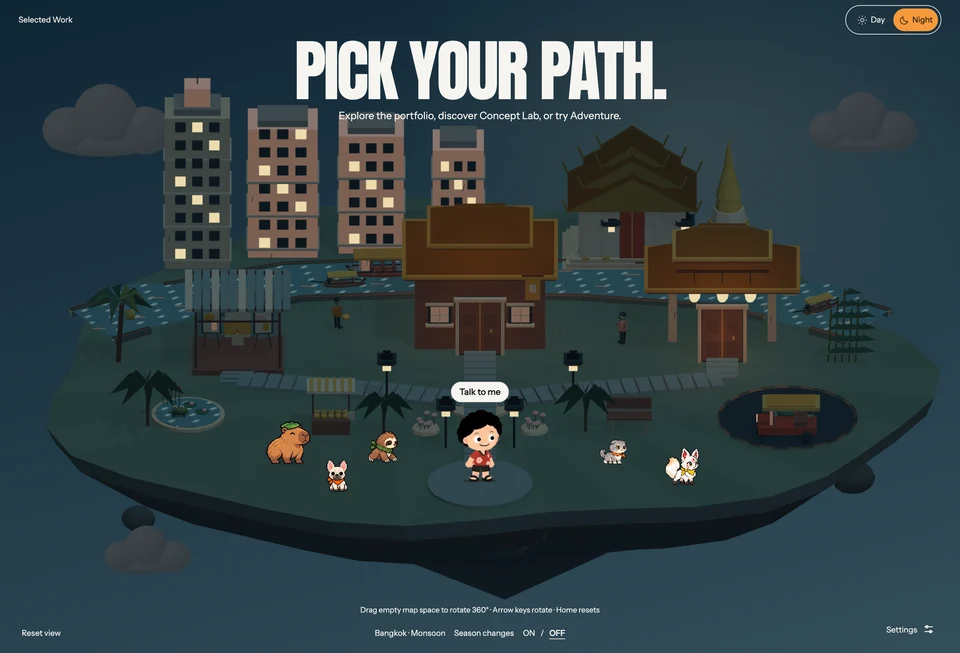 Selected Work
Day
Night
PICK YOUR PATH.
Explore the portfolio, discover Concept Lab, or try Adventure.
Talk to me
Drag empty map space to rotate 360° · Arrow keys rotate · Home resets
Reset view
Bangkok · Monsoon Season changes ON / OFF
Settings